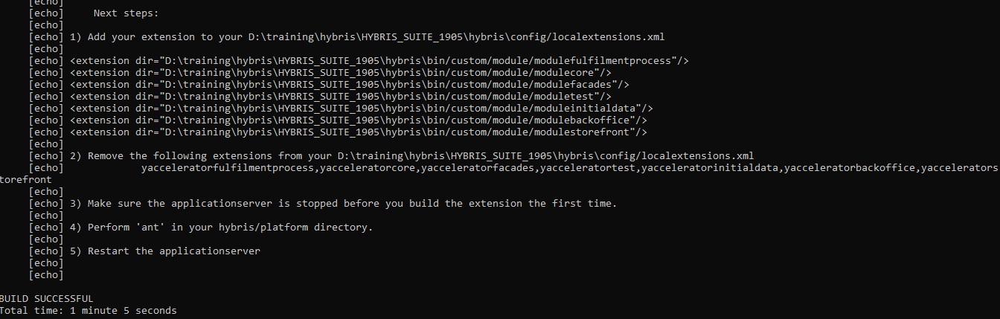 [echo]
[echo]     Next steps:
[echo]
[echo] 1) Add your extension to your D:\training\hybris\HYBRIS_SUITE_1905\hybris\config/localextensions.xml
[echo]
[echo] <extension dir="D:\training\hybris\HYBRIS_SUITE_1905\hybris\bin/custom/module/modulefulfilmentprocess"/>
[echo] <extension dir="D:\training\hybris\HYBRIS_SUITE_1905\hybris\bin/custom/module/modulecore"/>
[echo] <extension dir="D:\training\hybris\HYBRIS_SUITE_1905\hybris\bin/custom/module/modulefacades"/>
[echo] <extension dir="D:\training\hybris\HYBRIS_SUITE_1905\hybris\bin/custom/module/moduletest"/>
[echo] <extension dir="D:\training\hybris\HYBRIS_SUITE_1905\hybris\bin/custom/module/moduleinitialdata"/>
[echo] <extension dir="D:\training\hybris\HYBRIS_SUITE_1905\hybris\bin/custom/module/modulebackoffice"/>
[echo] <extension dir="D:\training\hybris\HYBRIS_SUITE_1905\hybris\bin/custom/module/modulestorefront"/>
[echo]
[echo] 2) Remove the following extensions from your D:\training\hybris\HYBRIS_SUITE_1905\hybris\config/localextensions.xml
[echo]             yacceleratorfulfilmentprocess,yacceleratorcore,yacceleratorfacades,yacceleratortest,yacceleratorinitialdata,yacceleratorbackoffice,yaccelerators
torefront
[echo]
[echo] 3) Make sure the applicationserver is stopped before you build the extension the first time.
[echo]
[echo] 4) Perform 'ant' in your hybris/platform directory.
[echo]
[echo] 5) Restart the applicationserver
[echo]
[echo]
BUILD SUCCESSFUL
Total time: 1 minute 5 seconds